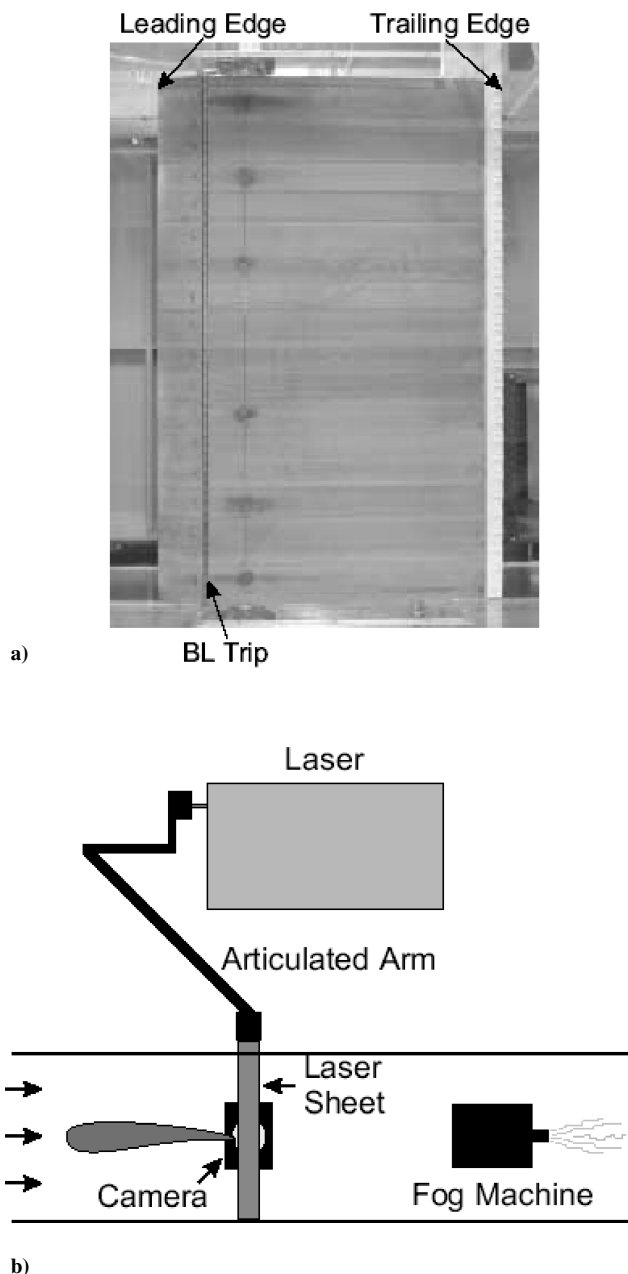 Leading Edge
Trailing Edge
BL Trip
a)
Laser
Articulated Arm
Laser
Sheet
Camera
Fog Machine
b)